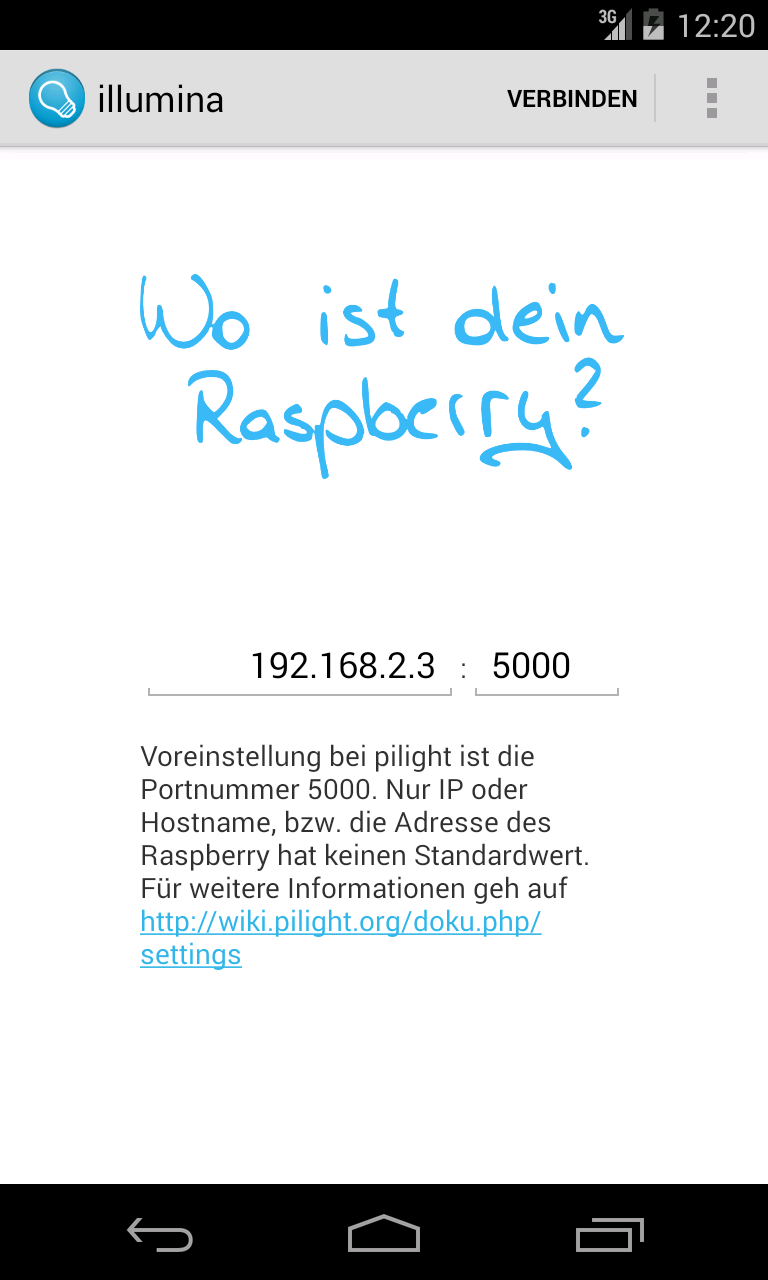 3G 12:20
illumina VERBINDEN
Wo ist dein
Raspberry?
192.168.2.3 : 5000
Voreinstellung bei pilight ist die
Portnummer 5000. Nur IP oder
Hostname, bzw. die Adresse des
Raspberry hat keinen Standardwert.
Für weitere Informationen geh auf
http://wiki.pilight.org/doku.php/
settings